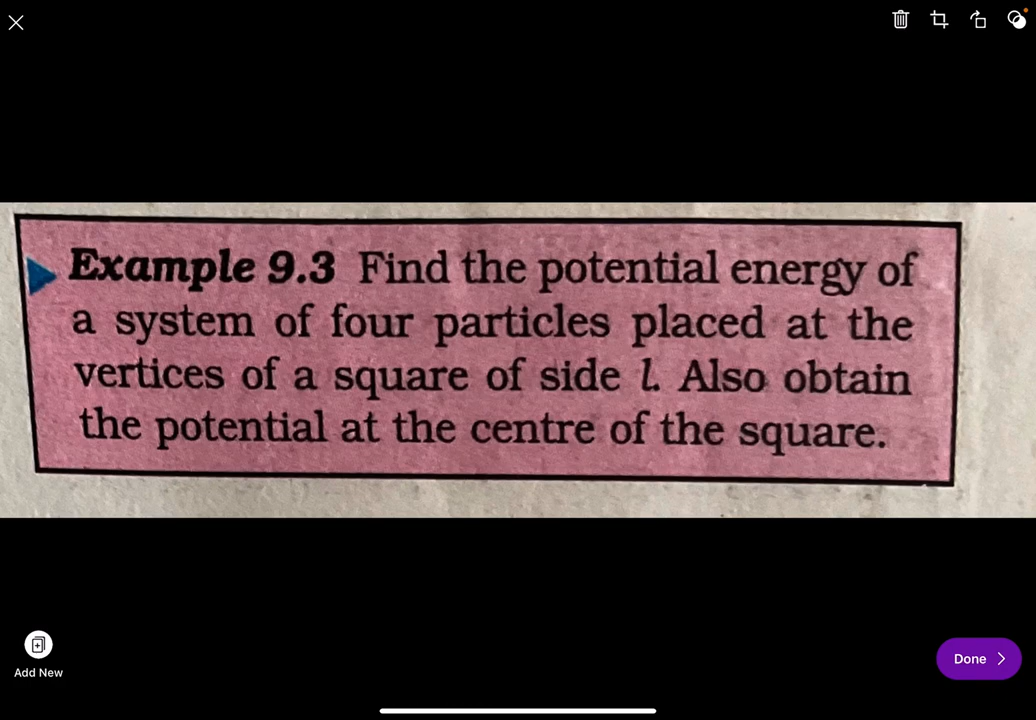 Example 9.3 Find the potential energy of
a system of four particles placed at the
vertices of a square of side l. Also obtain
the potential at the centre of the square.
Add New
Done